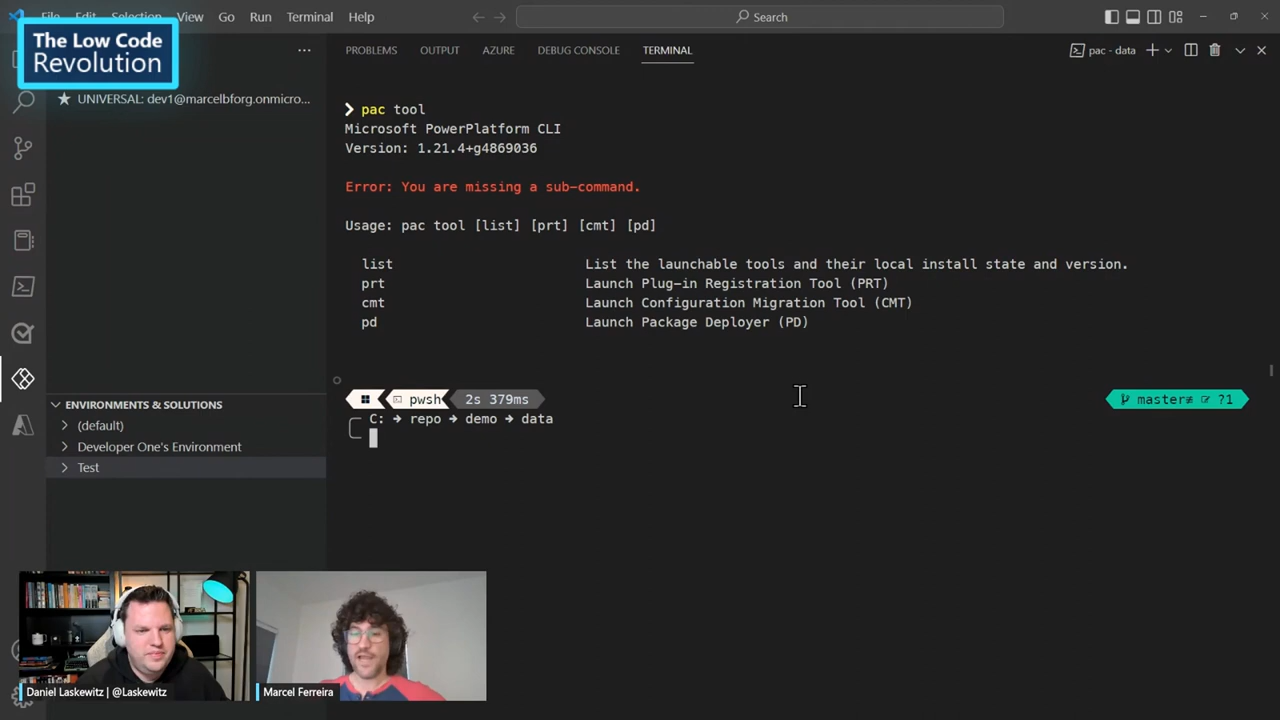 File Edit Selection View Go Run Terminal Help
Search
The Low Code
Revolution
PROBLEMS OUTPUT AZURE DEBUG CONSOLE TERMINAL
pac - data
UNIVERSAL: dev1@marcelbforg.onmicro...
pac tool
Microsoft PowerPlatform CLI
Version: 1.21.4+g4869036
Error: You are missing a sub-command.
Usage: pac tool [list] [prt] [cmt] [pd]
list List the launchable tools and their local install state and version.
prt Launch Plug-in Registration Tool (PRT)
cmt Launch Configuration Migration Tool (CMT)
pd Launch Package Deployer (PD)
pwsh 2s 379ms
master≢ ?1
C: → repo → demo → data
ENVIRONMENTS & SOLUTIONS
(default)
Developer One's Environment
Test
Daniel Laskewitz | @Laskewitz
Marcel Ferreira